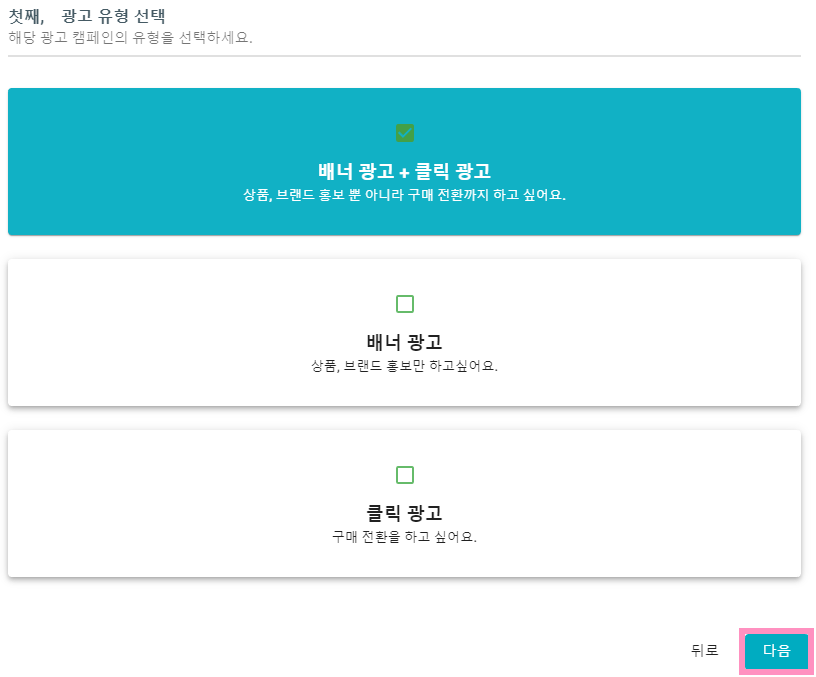 첫째, 광고 유형 선택
해당 광고 캠페인의 유형을 선택하세요.
배너 광고 + 클릭 광고
상품, 브랜드 홍보 뿐 아니라 구매 전환까지 하고 싶어요.
배너 광고
상품, 브랜드 홍보만 하고싶어요.
클릭 광고
구매 전환을 하고 싶어요.
뒤로 다음